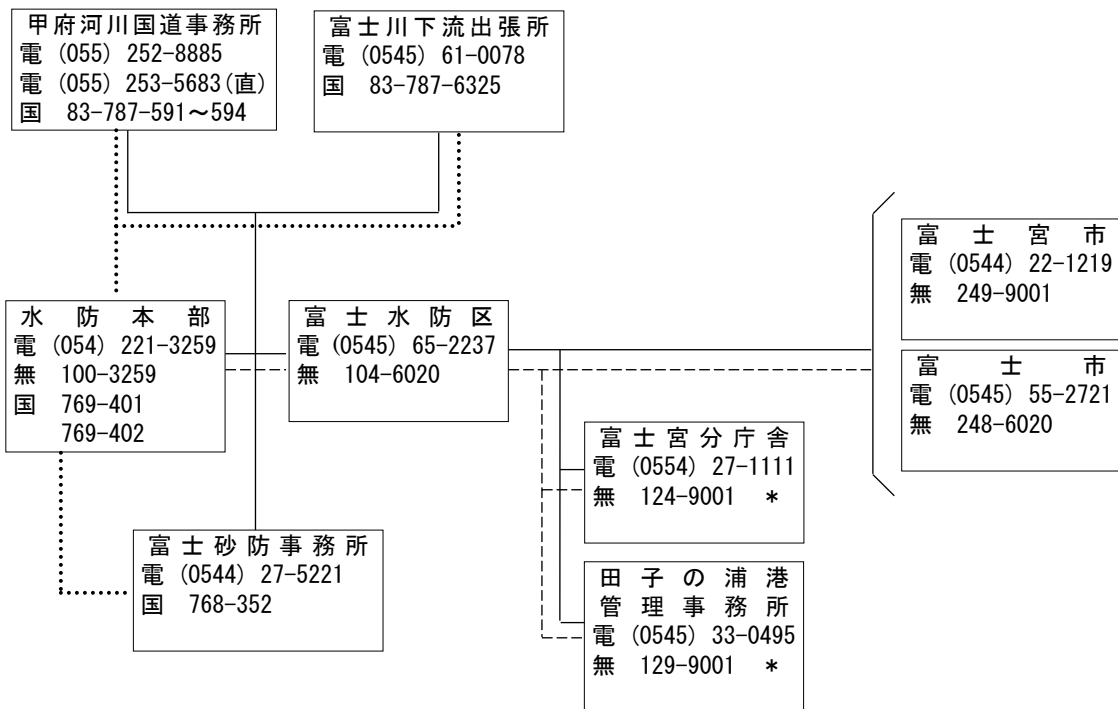 甲府河川国道事務所
電 (055) 252-8885
電 (055) 253-5683(直)
国 83-787-591～594
富士川下流出張所
電 (0545) 61-0078
国 83-787-6325
水防本部
電 (054) 221-3259
無 100-3259
国 769-401
769-402
富士水防区
電 (0545) 65-2237
無 104-6020
富士宮市
電 (0544) 22-1219
無 249-9001
富士市
電 (0545) 55-2721
無 248-6020
富士宮分庁舎
電 (0554) 27-1111
無 124-9001 *
富士砂防事務所
電 (0544) 27-5221
国 768-352
田子の浦港
管理事務所
電 (0545) 33-0495
無 129-9001 *